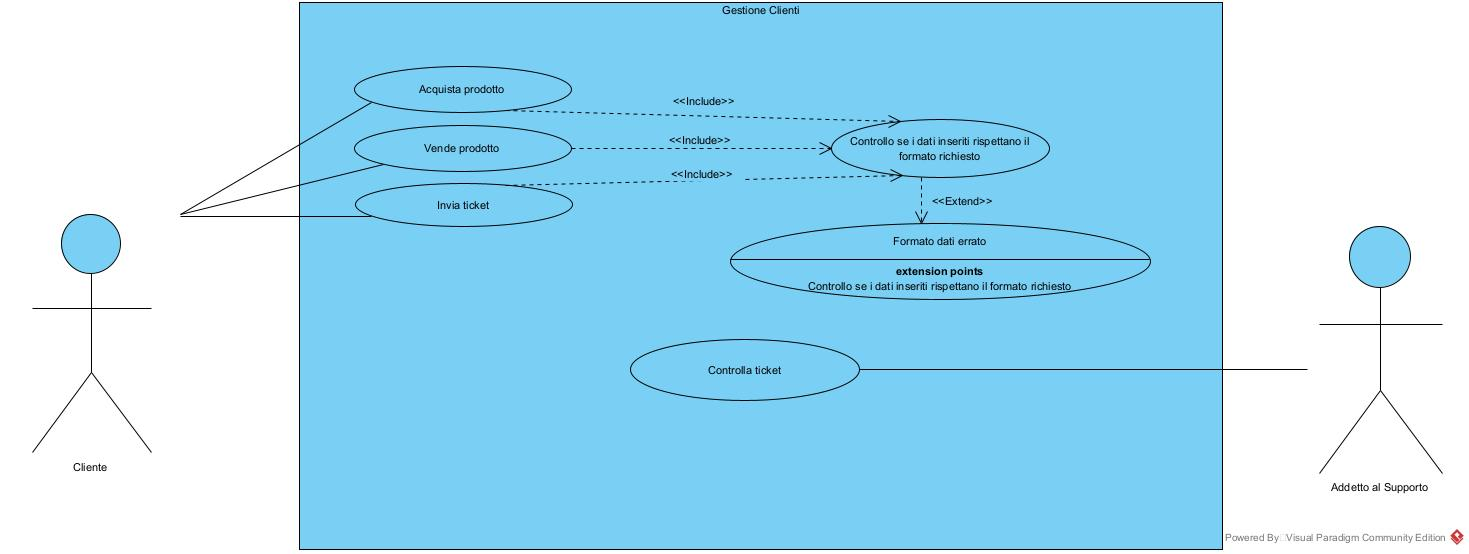 Gestione Clienti
Acquista prodotto
<<Include>>
Vende prodotto
<<Include>>
Controllo se i dati inseriti rispettano il
formato richiesto
Invia ticket
<<Include>>
<<Extend>>
Formato dati errato
extension points
Controllo se i dati inseriti rispettano il formato richiesto
Controlla ticket
Cliente
Addetto al Supporto
Powered By Visual Paradigm Community Edition